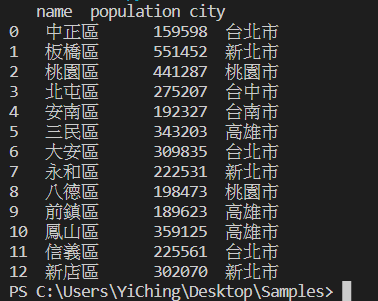 name population city
0 中正區 159598 台北市
1 板橋區 551452 新北市
2 桃園區 441287 桃園市
3 北屯區 275207 台中市
4 安南區 192327 台南市
5 三民區 343203 高雄市
6 大安區 309835 台北市
7 永和區 222531 新北市
8 八德區 198473 桃園市
9 前鎮區 189623 高雄市
10 鳳山區 359125 高雄市
11 信義區 225561 台北市
12 新店區 302070 新北市
PS C:\Users\YiChing\Desktop\Samples>